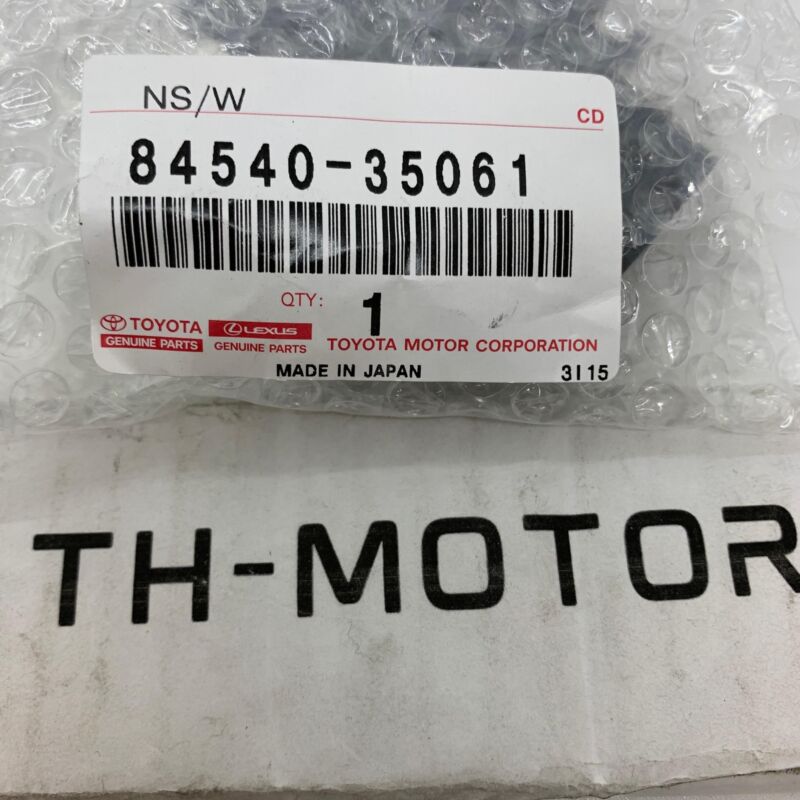 NS/W
CD
84540-35061
QTY: 1
TOYOTA
GENUINE PARTS
LEXUS
GENUINE PARTS
TOYOTA MOTOR CORPORATION
MADE IN JAPAN
3I15
TH-MOTOR